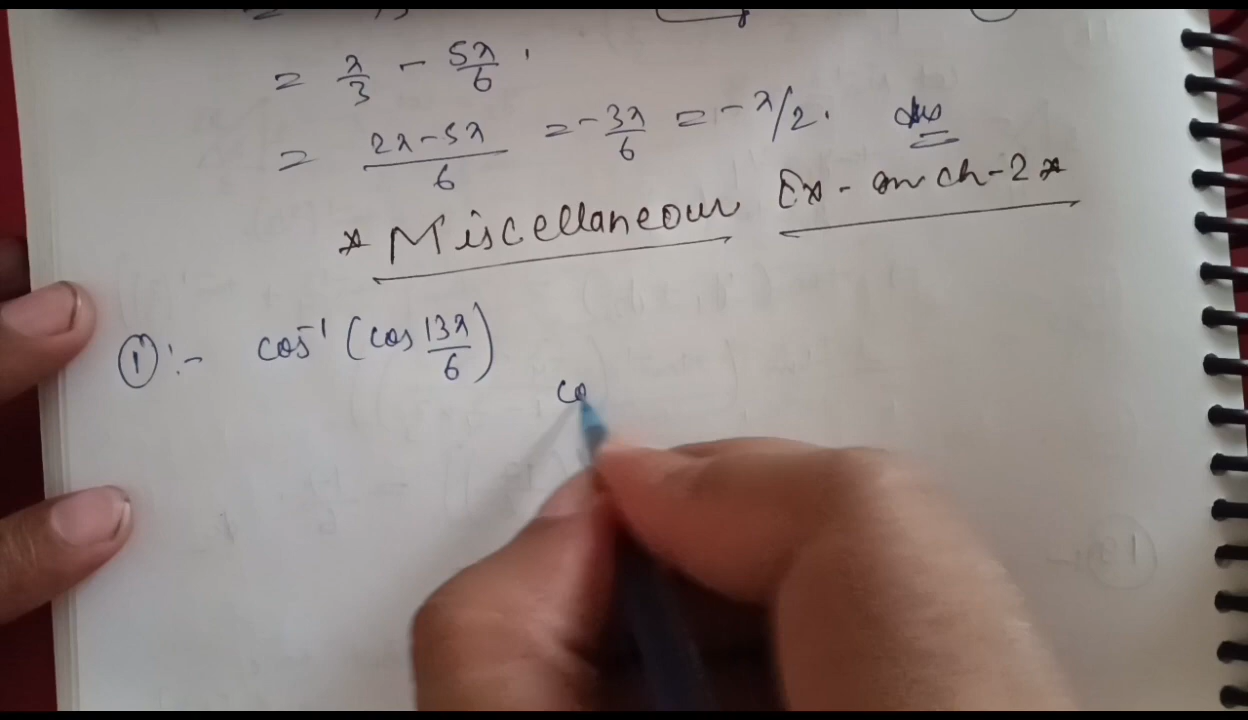 = π/3 - 5π/6 .
= (2π-5π)/6 = -3π/6 = -π/2 . Ans
* Miscellaneous Ex - on ch-2 *
① :- cos⁻¹ (cos 13π/6)
co